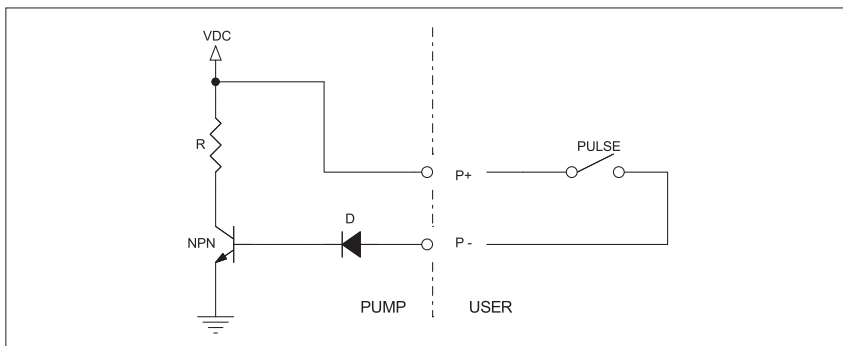 VDC
R
PULSE
P+
D
NPN
P -
PUMP
USER